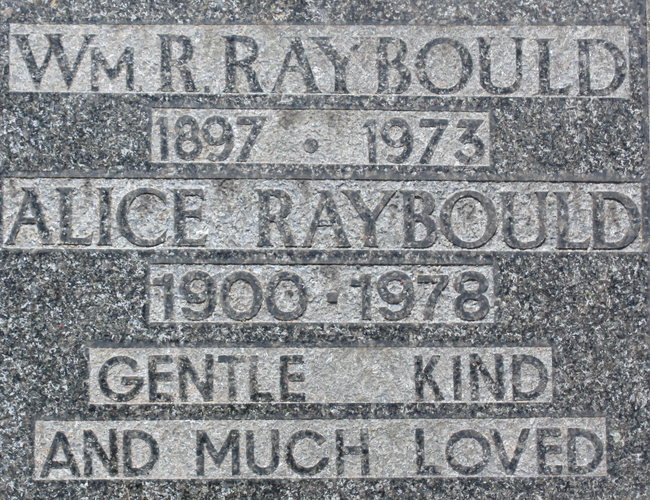 WM R. RAYBOULD
1897 • 1973
ALICE RAYBOULD
1900 • 1978
GENTLE KIND
AND MUCH LOVED